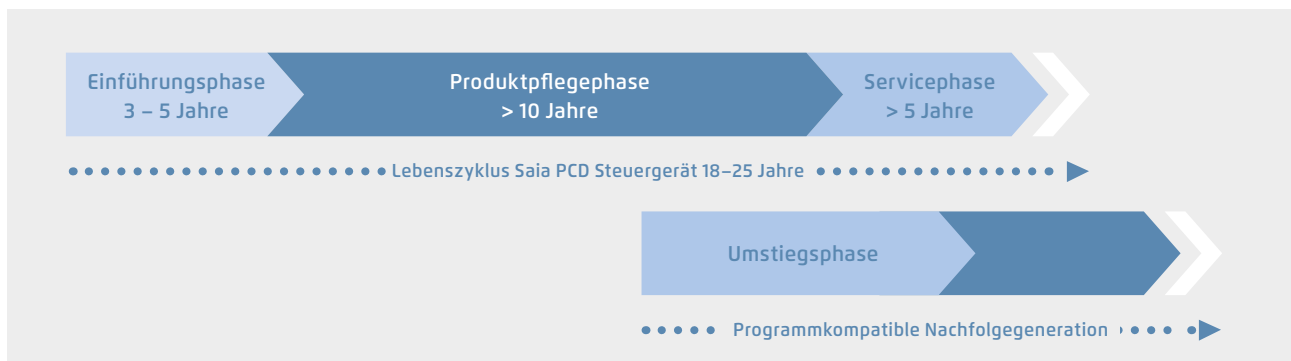 Einführungsphase
3 – 5 Jahre
Produktpflegephase
> 10 Jahre
Servicephase
> 5 Jahre
Lebenszyklus Saia PCD Steuergerät 18–25 Jahre
Umstiegsphase
Programmkompatible Nachfolgegeneration